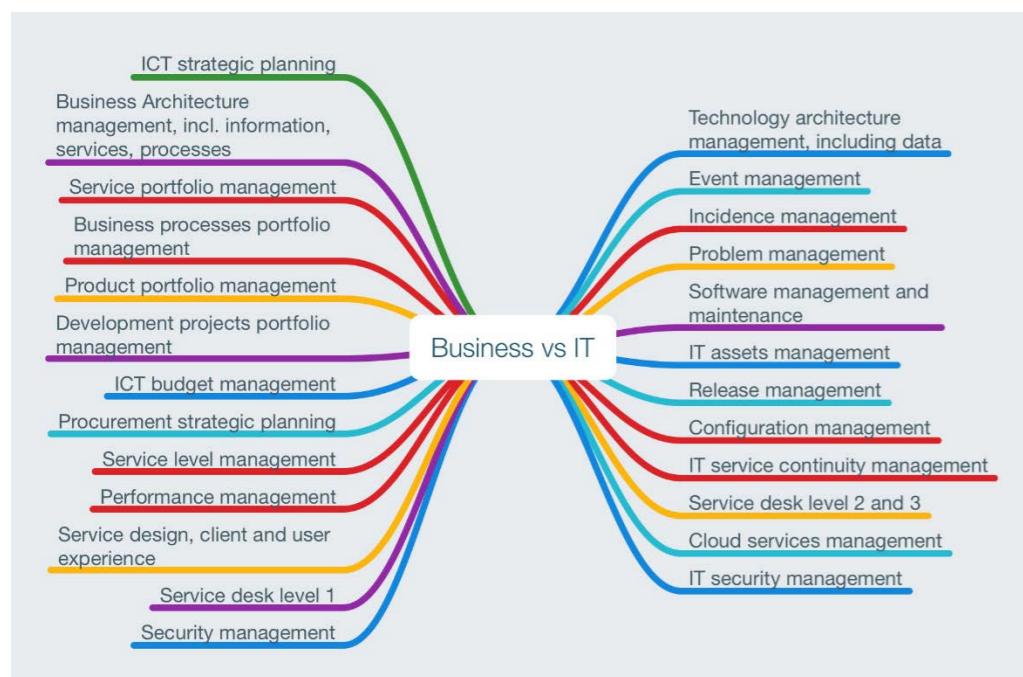 ICT strategic planning
Business Architecture
management, incl. information,
services, processes
Service portfolio management
Business processes portfolio
management
Product portfolio management
Development projects portfolio
management
ICT budget management
Procurement strategic planning
Service level management
Performance management
Service design, client and user
experience
Service desk level 1
Security management
Business vs IT
Technology architecture
management, including data
Event management
Incidence management
Problem management
Software management and
maintenance
IT assets management
Release management
Configuration management
IT service continuity management
Service desk level 2 and 3
Cloud services management
IT security management